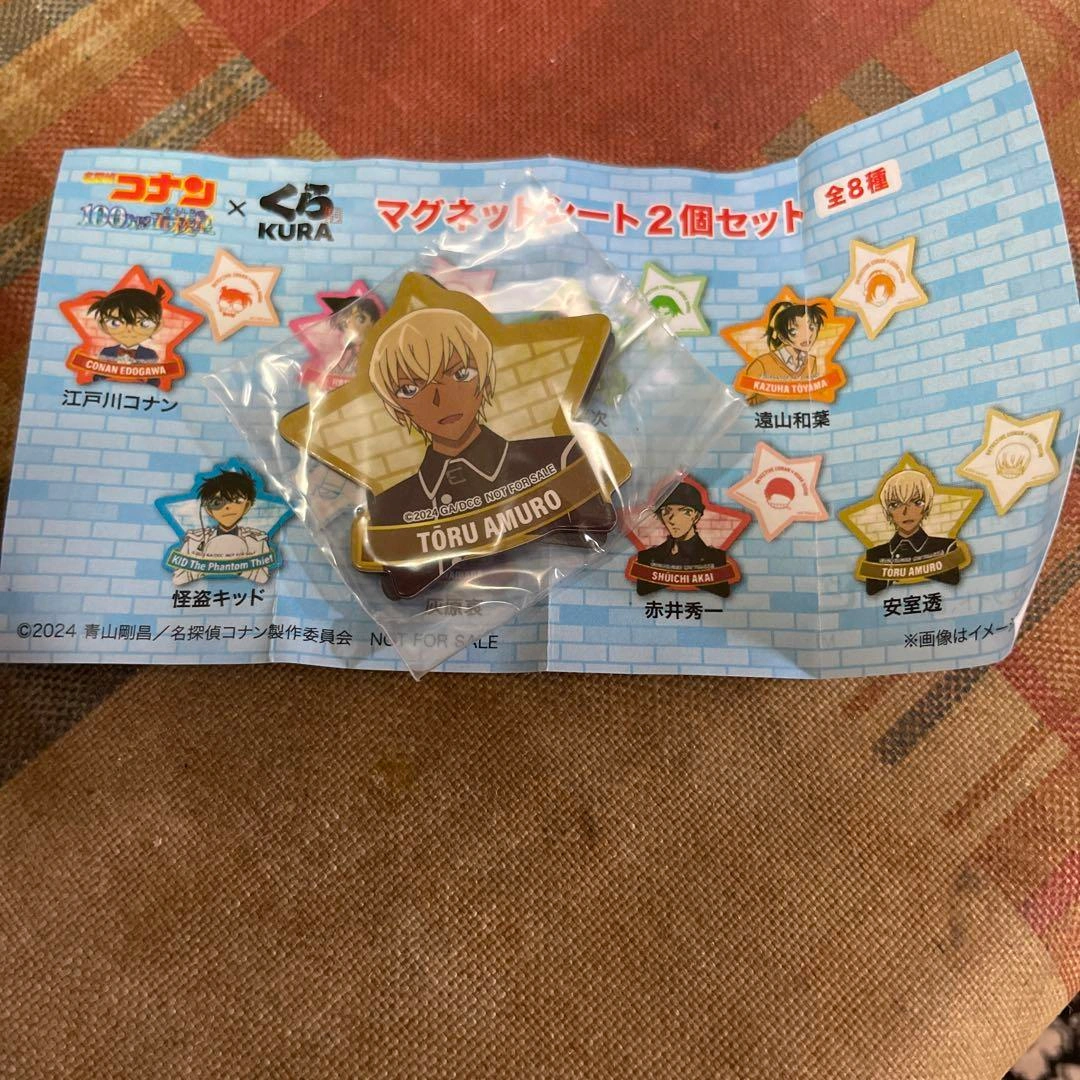 コナン
100万ドルの五稜星
×
くら
KURA
マグネットシート2個セット
全8種
CONAN EDOGAWA
江戸川コナン
KAZUHA TOYAMA
遠山和葉
KID The Phantom Thief
怪盗キッド
©2024 GA/DCC NOT FOR SALE
TŌRU AMURO
灰原哀
SHŪICHI AKAI
赤井秀一
TŌRU AMURO
安室透
©2024 青山剛昌/名探偵コナン製作委員会 NOT FOR SALE
※画像はイメージ